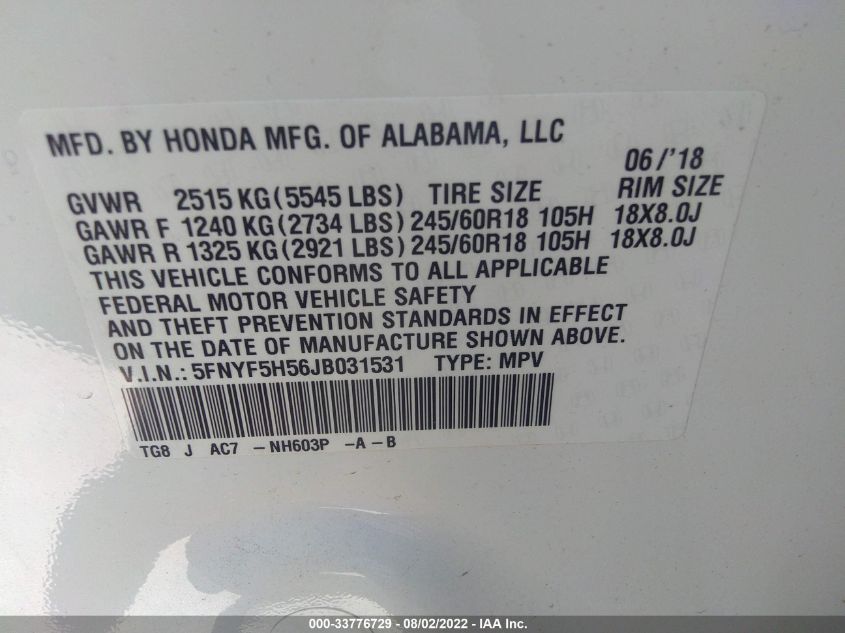 MFD. BY HONDA MFG. OF ALABAMA, LLC
06/'18
GVWR 2515 KG(5545 LBS) TIRE SIZE RIM SIZE
GAWR F 1240 KG(2734 LBS) 245/60R18 105H 18X8.0J
GAWR R 1325 KG(2921 LBS) 245/60R18 105H 18X8.0J
THIS VEHICLE CONFORMS TO ALL APPLICABLE
FEDERAL MOTOR VEHICLE SAFETY
AND THEFT PREVENTION STANDARDS IN EFFECT
ON THE DATE OF MANUFACTURE SHOWN ABOVE.
V.I.N.: 5FNYF5H56JB031531 TYPE: MPV
TG8 J AC7 -NH603P -A-B
000-33776729 - 08/02/2022 - IAA Inc.